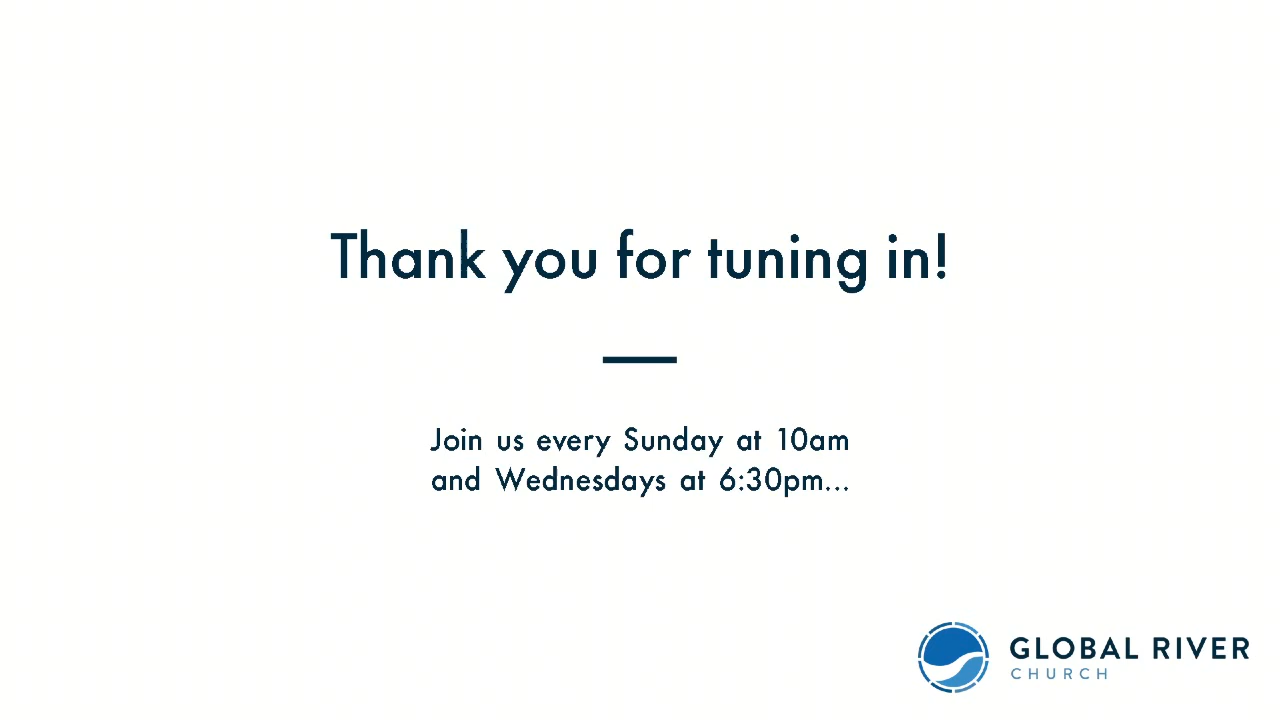 Thank you for tuning in!
Join us every Sunday at 10am
and Wednesdays at 6:30pm...
GLOBAL RIVER
CHURCH